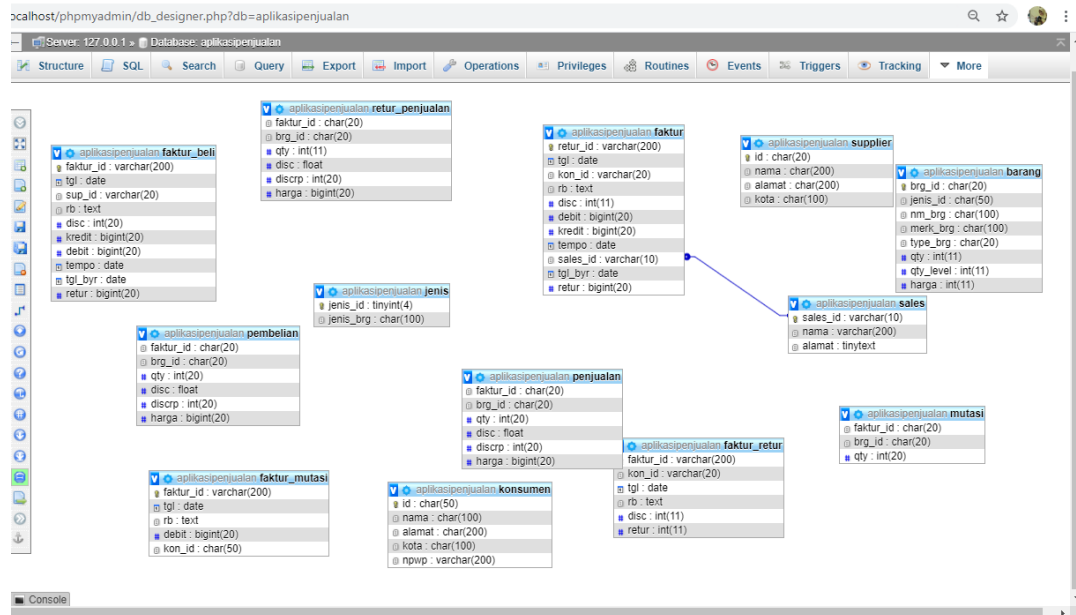 ocalhost/phpmyadmin/db_designer.php?db=aplikasipenjualan
Server: 127.0.0.1 » Database: aplikasipenjualan
Structure SQL Search Query Export Import Operations Privileges Routines Events Triggers Tracking More
aplikasipenjualan retur_penjualan
faktur_id : char(20)
brg_id : char(20)
qty : int(11)
disc : float
discrp : int(20)
harga : bigint(20)
aplikasipenjualan faktur
retur_id : varchar(200)
tgl : date
kon_id : varchar(20)
rb : text
disc : int(11)
debit : bigint(20)
kredit : bigint(20)
tempo : date
sales_id : varchar(10)
tgl_byr : date
retur : bigint(20)
aplikasipenjualan supplier
id : char(20)
nama : char(200)
alamat : char(200)
kota : char(100)
aplikasipenjualan faktur_beli
faktur_id : varchar(200)
tgl : date
sup_id : varchar(20)
rb : text
disc : int(20)
kredit : bigint(20)
debit : bigint(20)
tempo : date
tgl_byr : date
retur : bigint(20)
aplikasipenjualan barang
brg_id : char(20)
jenis_id : char(50)
nm_brg : char(100)
merk_brg : char(100)
type_brg : char(20)
qty : int(11)
qty_level : int(11)
harga : int(11)
aplikasipenjualan jenis
jenis_id : tinyint(4)
jenis_brg : char(100)
aplikasipenjualan sales
sales_id : varchar(10)
nama : varchar(200)
alamat : tinytext
aplikasipenjualan pembelian
faktur_id : char(20)
brg_id : char(20)
qty : int(20)
disc : float
discrp : int(20)
harga : bigint(20)
aplikasipenjualan penjualan
faktur_id : char(20)
brg_id : char(20)
qty : int(20)
disc : float
discrp : int(20)
harga : bigint(20)
aplikasipenjualan mutasi
faktur_id : char(20)
brg_id : char(20)
qty : int(20)
aplikasipenjualan faktur_retur
faktur_id : varchar(200)
kon_id : varchar(20)
tgl : date
rb : text
disc : int(11)
retur : int(11)
aplikasipenjualan faktur_mutasi
faktur_id : varchar(200)
tgl : date
rb : text
debit : bigint(20)
kon_id : char(50)
aplikasipenjualan konsumen
id : char(50)
nama : char(100)
alamat : char(200)
kota : char(100)
npwp : varchar(200)
Console